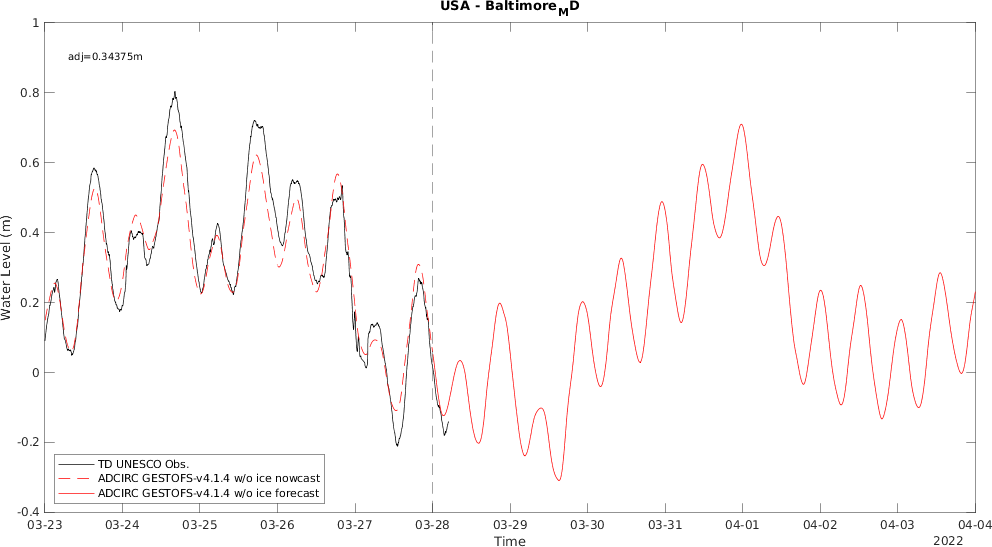 USA - Baltimore_MD
adj=0.34375m
1
0.8
0.6
0.4
0.2
0
-0.2
-0.4
Water Level (m)
TD UNESCO Obs.
ADCIRC GESTOFS-v4.1.4 w/o ice nowcast
ADCIRC GESTOFS-v4.1.4 w/o ice forecast
03-23 03-24 03-25 03-26 03-27 03-28 03-29 03-30 03-31 04-01 04-02 04-03 04-04
Time
2022